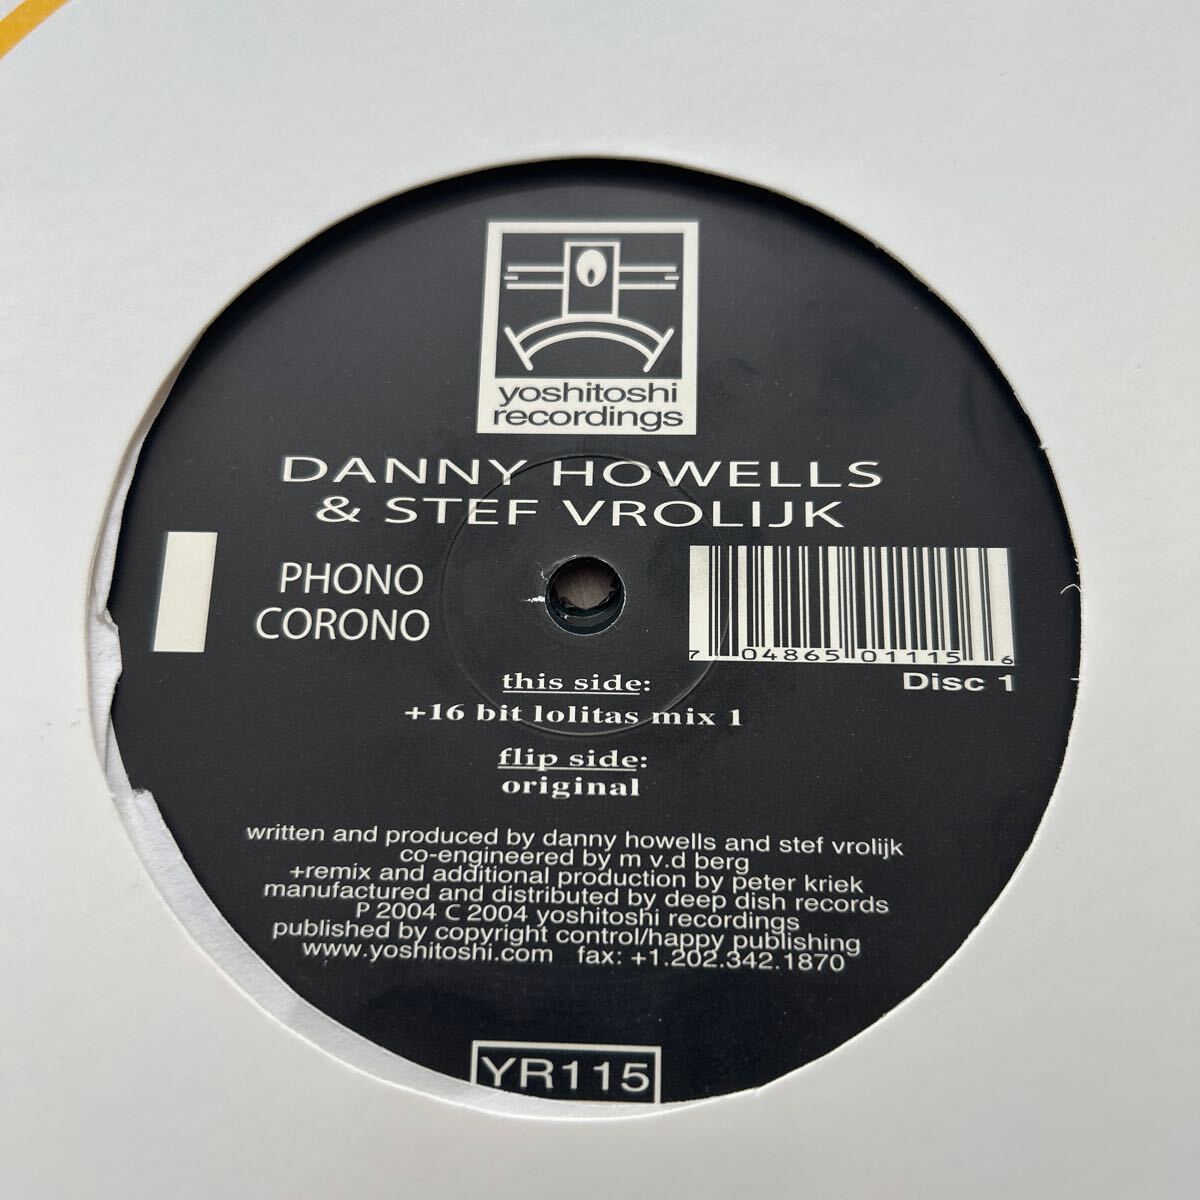 yoshitoshi
recordings
DANNY HOWELLS
& STEF VROLIJK
PHONO
CORONO
7 04865 01115 6
Disc 1
this side:
+16 bit lolitas mix 1
flip side:
original
written and produced by danny howells and stef vrolijk
co-engineered by m v.d berg
+remix and additional production by peter kriek
manufactured and distributed by deep dish records
P 2004 C 2004 yoshitoshi recordings
published by copyright control/happy publishing
www.yoshitoshi.com fax: +1.202.342.1870
YR115